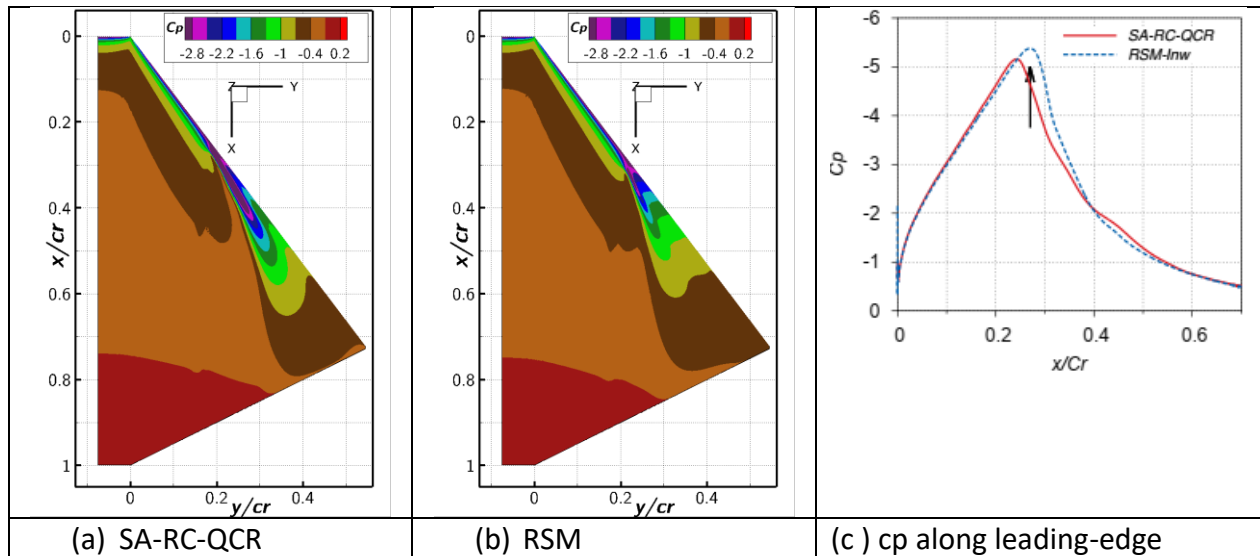 Cp
-2.8 -2.2 -1.6 -1 -0.4 0.2
Z Y
X
0
0.2
0.4
0.6
0.8
1
x/cr
0 0.2 0.4
y/cr
Cp
-2.8 -2.2 -1.6 -1 -0.4 0.2
Z Y
X
0
0.2
0.4
0.6
0.8
1
x/cr
0 0.2 0.4
y/cr
-6
-5
-4
-3
-2
-1
0
Cp
SA-RC-QCR
RSM-lnw
0 0.2 0.4 0.6
x/Cr
(a) SA-RC-QCR
(b) RSM
(c ) cp along leading-edge